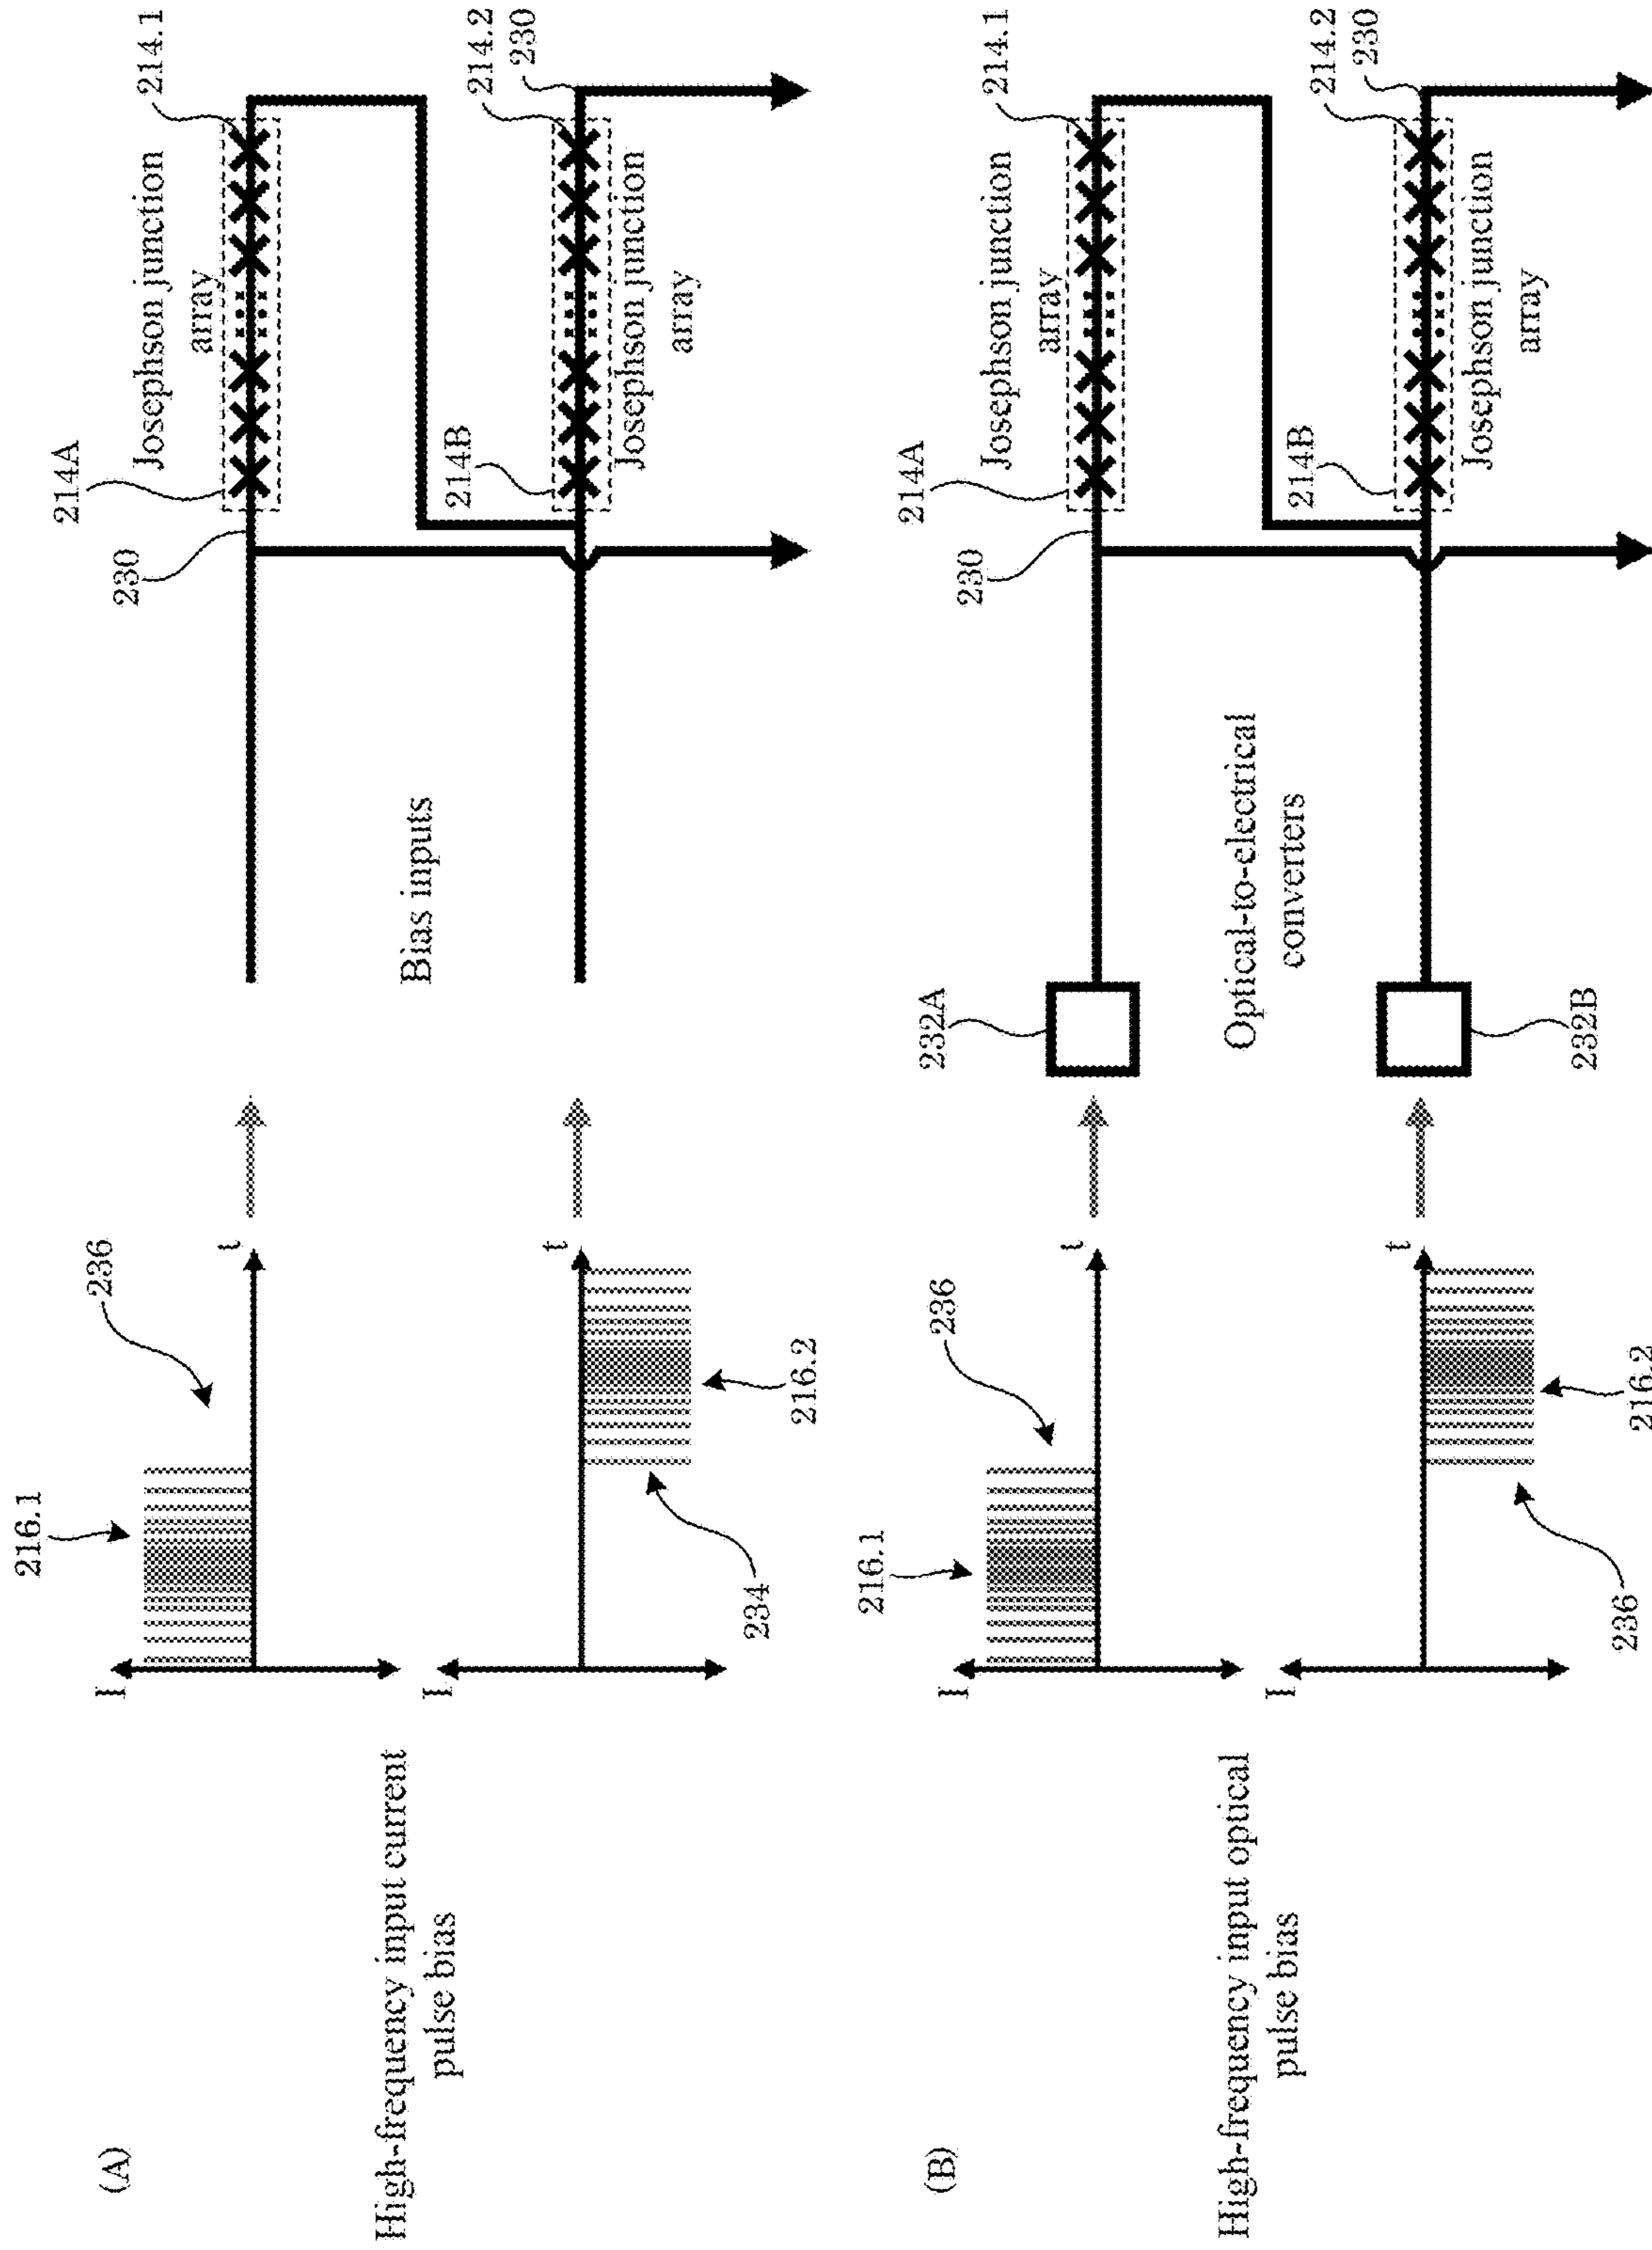 (A)
High-frequency input current
pulse bias
I
216.1
236
t
I
t
234
216.2
Bias inputs
230
214A
Josephson junction
array
214.1
214B
Josephson junction
array
214.2
230
(B)
High-frequency input optical
pulse bias
I
216.1
236
t
I
t
236
216.2
232A
Optical-to-electrical
converters
232B
230
214A
Josephson junction
array
214.1
214B
Josephson junction
array
214.2
230